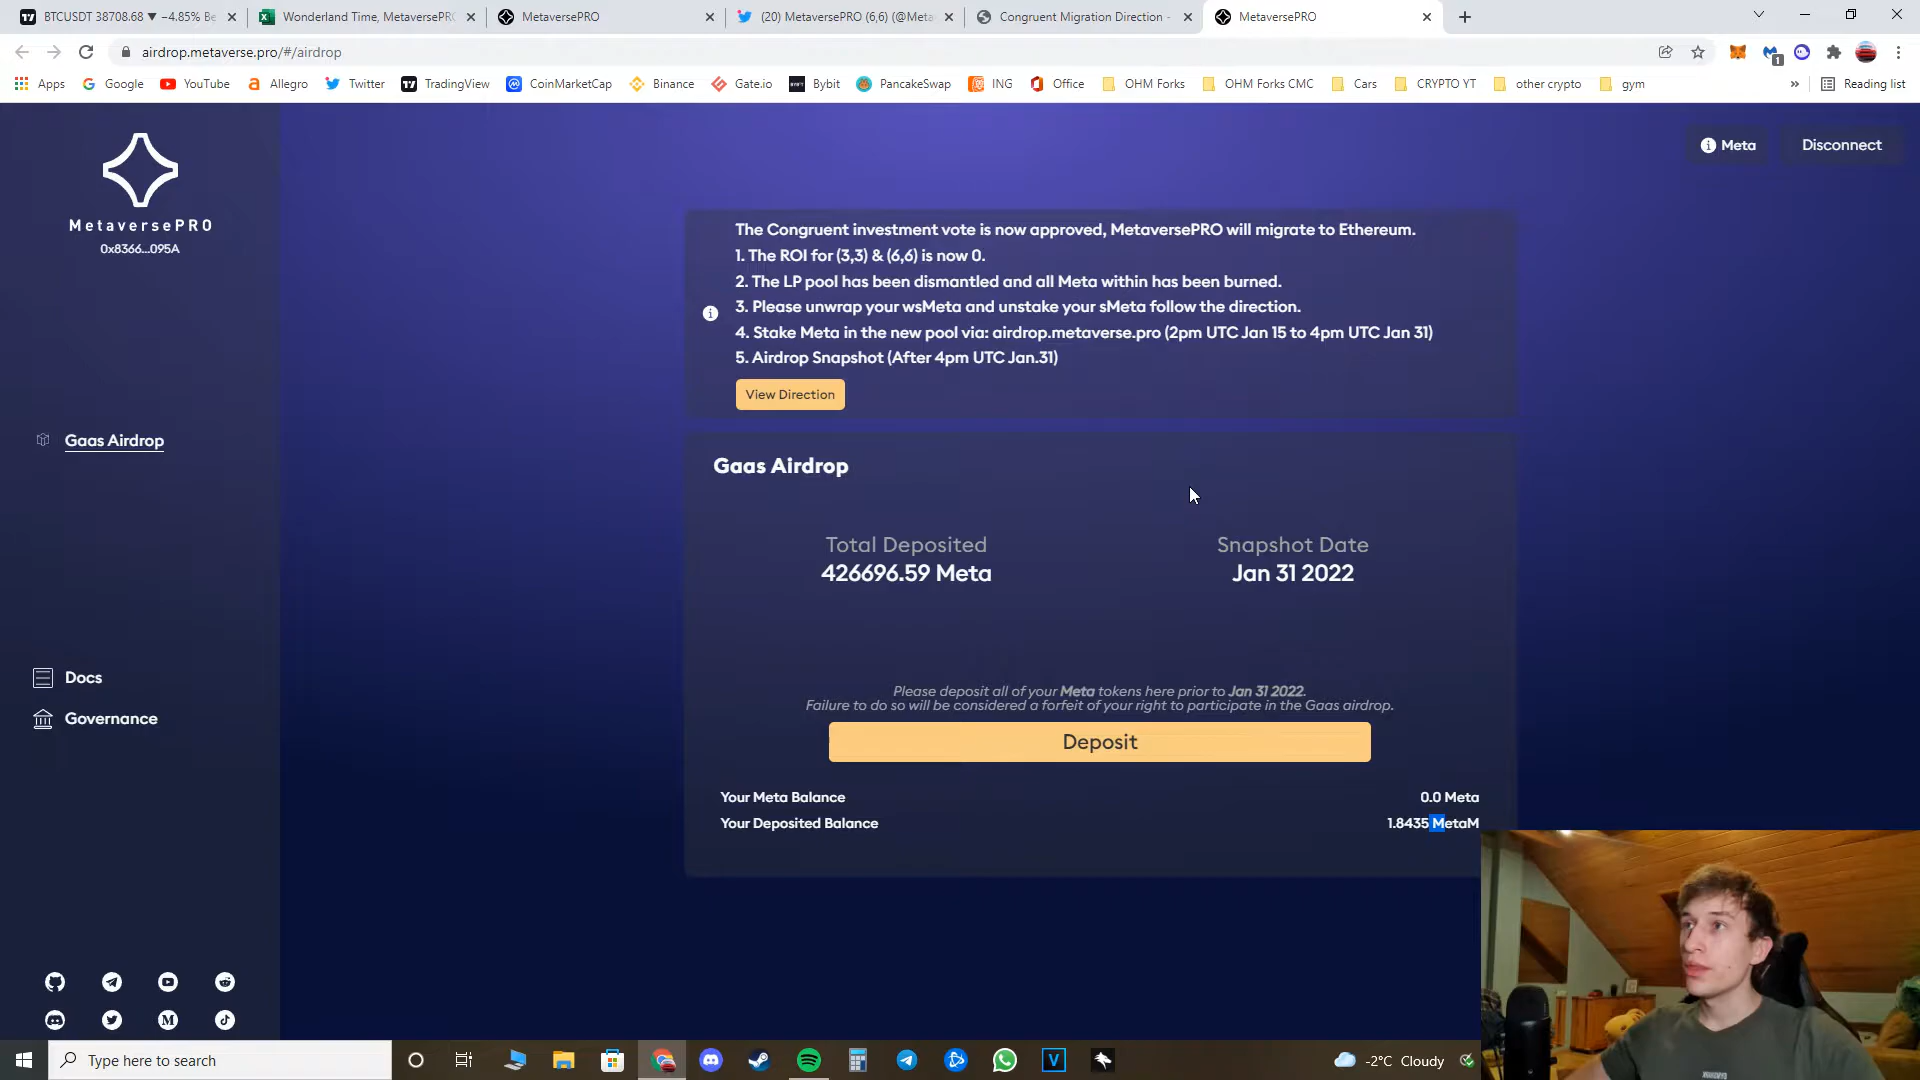 BTCUSDT 38708.68 ▼ −4.85% Be
Wonderland Time, MetaversePRO
MetaversePRO
(20) MetaversePRO (6,6) (@Meta
Congruent Migration Direction -
MetaversePRO
airdrop.metaverse.pro/#/airdrop
1
Apps
Google
YouTube
Allegro
Twitter
TradingView
CoinMarketCap
Binance
Gate.io
Bybit
PancakeSwap
ING
Office
OHM Forks
OHM Forks CMC
Cars
CRYPTO YT
other crypto
gym
»
Reading list
MetaversePRO
0x8366...095A
Gaas Airdrop
Docs
Governance
Meta
Disconnect
The Congruent investment vote is now approved, MetaversePRO will migrate to Ethereum.
1. The ROI for (3,3) & (6,6) is now 0.
2. The LP pool has been dismantled and all Meta within has been burned.
3. Please unwrap your wsMeta and unstake your sMeta follow the direction.
4. Stake Meta in the new pool via: airdrop.metaverse.pro (2pm UTC Jan 15 to 4pm UTC Jan 31)
5. Airdrop Snapshot (After 4pm UTC Jan.31)
View Direction
Gaas Airdrop
Total Deposited
426696.59 Meta
Snapshot Date
Jan 31 2022
Please deposit all of your Meta tokens here prior to Jan 31 2022.
Failure to do so will be considered a forfeit of your right to participate in the Gaas airdrop.
Deposit
Your Meta Balance
0.0 Meta
Your Deposited Balance
1.8435 MetaM
Type here to search
-2°C Cloudy